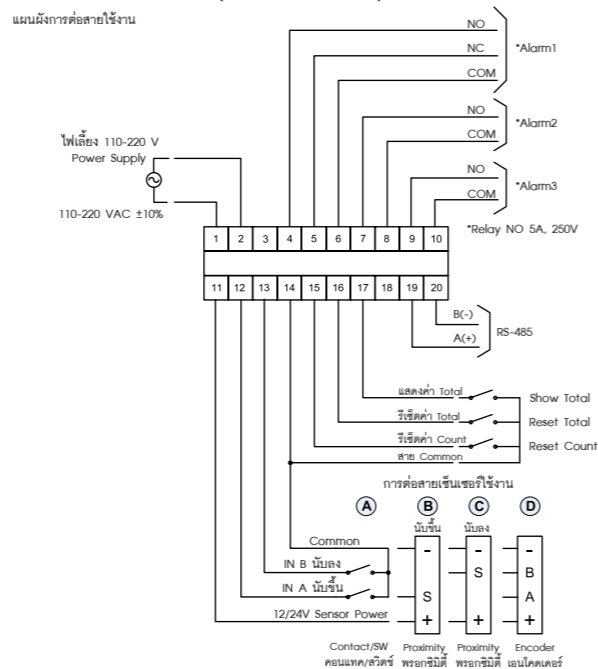 แผนผังการต่อสายใช้งาน
NO
NC
COM
*Alarm1
NO
COM
*Alarm2
NO
COM
*Alarm3
*Relay NO 5A, 250V
ไฟเลี้ยง 110-220 V
Power Supply
110-220 VAC ±10%
1 2 3 4 5 6 7 8 9 10
11 12 13 14 15 16 17 18 19 20
B(-)
A(+)
RS-485
แสดงค่า Total
Show Total
รีเซ็ตค่า Total
Reset Total
รีเซ็ตค่า Count
Reset Count
สาย Common
การต่อสายเซ็นเซอร์ใช้งาน
A B C D
นับขึ้น นับลง
Common
IN B นับลง
IN A นับขึ้น
12/24V Sensor Power
- - -
S B
S A
+ + +
Contact/SW Proximity Proximity Encoder
คอนแทค/สวิตช์ พรอกซิมิตี้ พรอกซิมิตี้ เอนโคดเดอร์